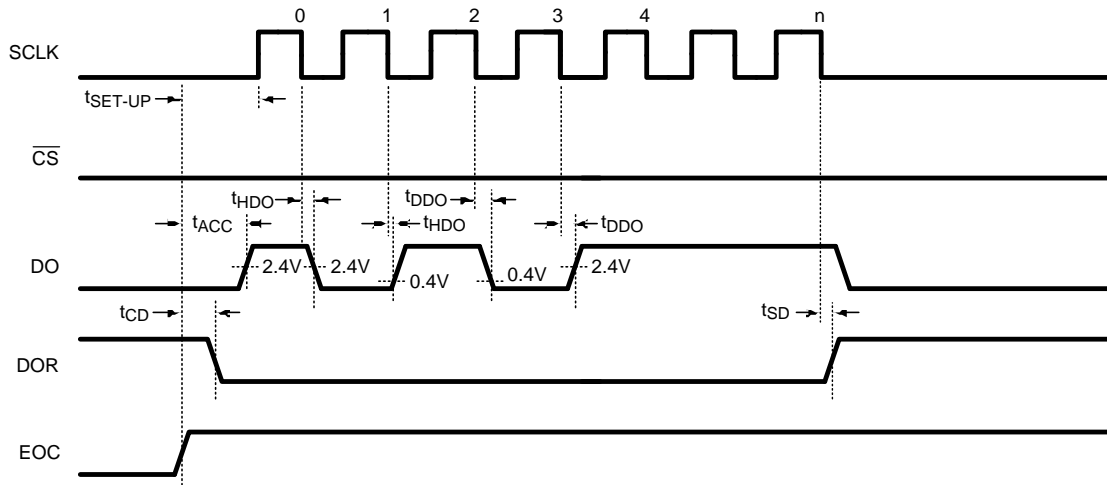 0 1 2 3 4 n
SCLK
tSET-UP
CS
tHDO tDDO
tACC tHDO tDDO
DO 2.4V 2.4V 0.4V 0.4V 2.4V
tCD tSD
DOR
EOC